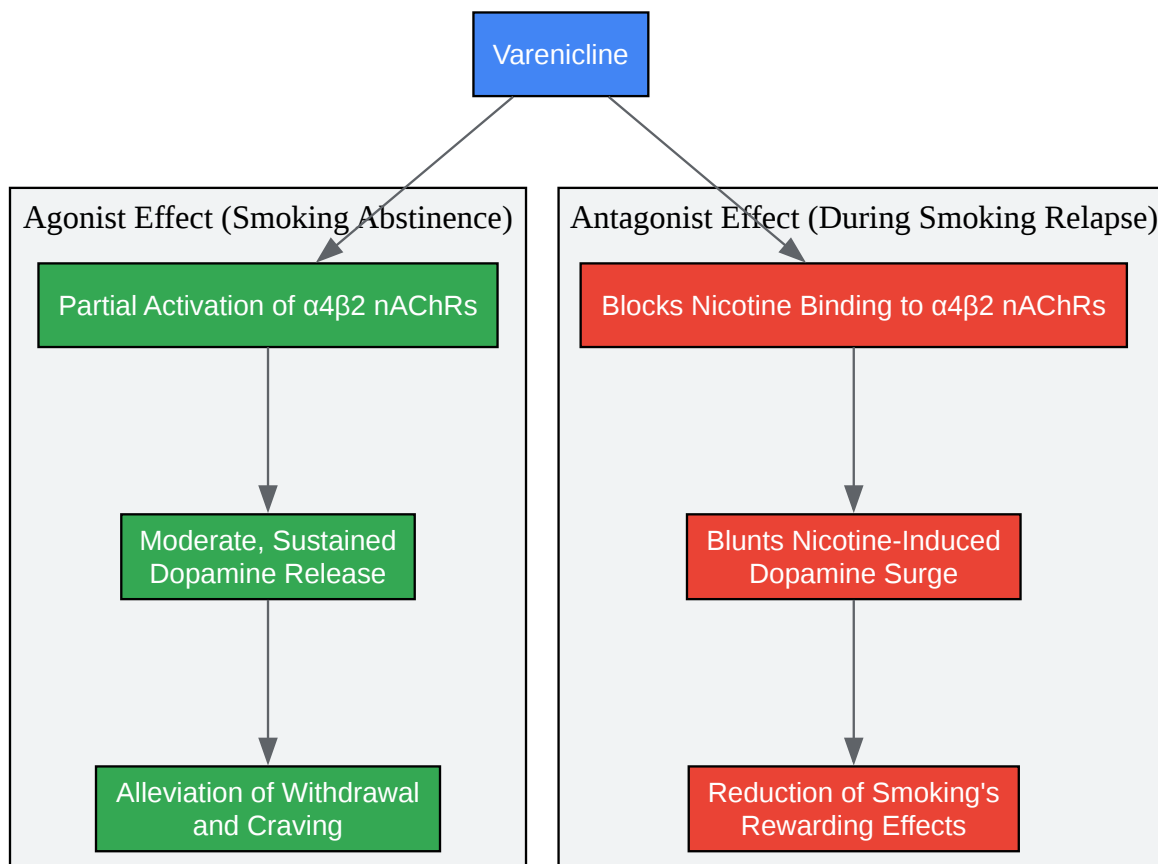 Varenicline
Agonist Effect (Smoking Abstinence)
Partial Activation of α4β2 nAChRs
Moderate, Sustained
Dopamine Release
Alleviation of Withdrawal
and Craving
Antagonist Effect (During Smoking Relapse)
Blocks Nicotine Binding to α4β2 nAChRs
Blunts Nicotine-Induced
Dopamine Surge
Reduction of Smoking's
Rewarding Effects